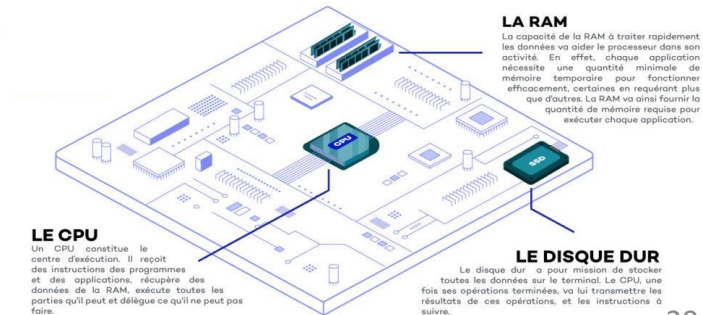 LA RAM
La capacité de la RAM à traiter rapidement
les données va aider le processeur dans son
activité. En effet, chaque application
nécessite une quantité minimale de
mémoire temporaire pour fonctionner
efficacement, certaines en requérant plus
que d'autres. La RAM va ainsi fournir la
quantité de mémoire requise pour
exécuter chaque application.
CPU
SSD
LE CPU
Un CPU constitue le
centre d'exécution. Il reçoit
des instructions des programmes
et des applications, récupère des
données de la RAM, exécute toutes les
parties qu'il peut et délègue ce qu'il ne peut pas
faire.
LE DISQUE DUR
Le disque dur a pour mission de stocker
toutes les données sur le terminal. Le CPU, une
fois ses opérations terminées, va lui transmettre les
résultats de ces opérations, et les instructions à
suivre.